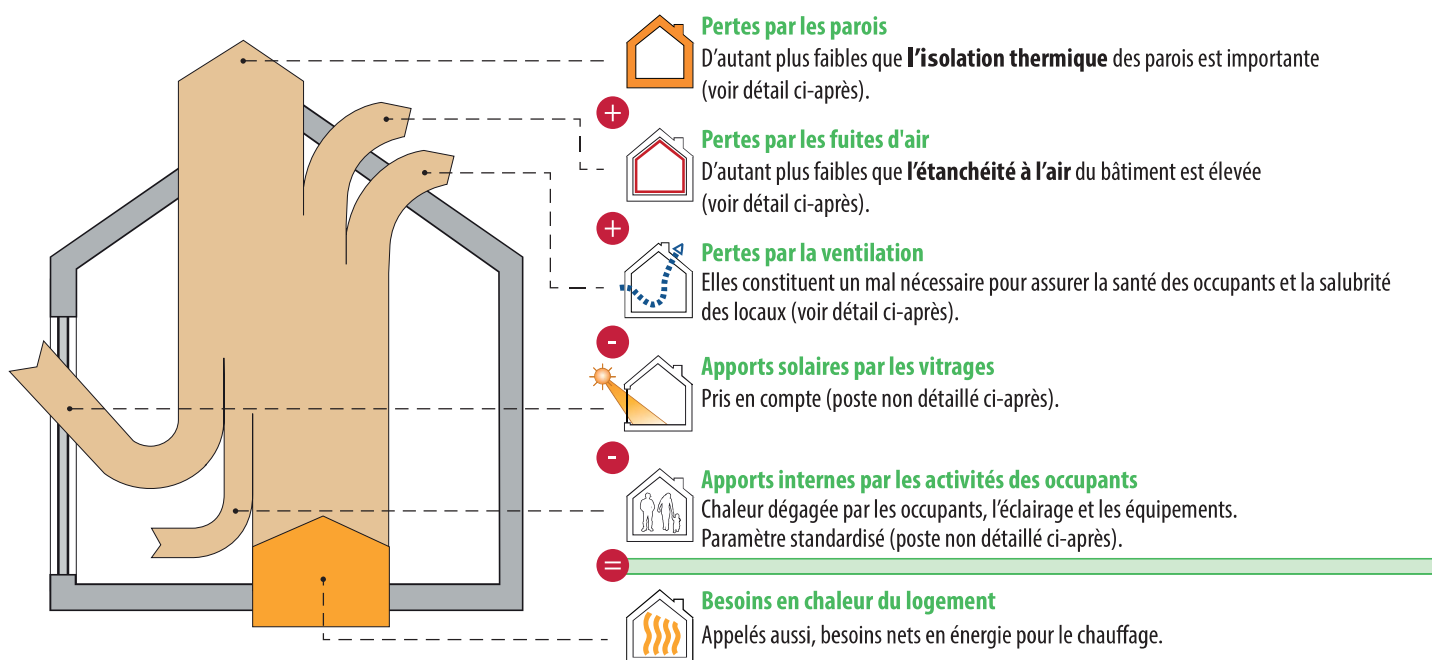 Pertes par les parois
D'autant plus faibles que l'isolation thermique des parois est importante
(voir détail ci-après).
+
Pertes par les fuites d'air
D'autant plus faibles que l'étanchéité à l'air du bâtiment est élevée
(voir détail ci-après).
+
Pertes par la ventilation
Elles constituent un mal nécessaire pour assurer la santé des occupants et la salubrité
des locaux (voir détail ci-après).
-
Apports solaires par les vitrages
Pris en compte (poste non détaillé ci-après).
-
Apports internes par les activités des occupants
Chaleur dégagée par les occupants, l'éclairage et les équipements.
Paramètre standardisé (poste non détaillé ci-après).
=
Besoins en chaleur du logement
Appelés aussi, besoins nets en énergie pour le chauffage.